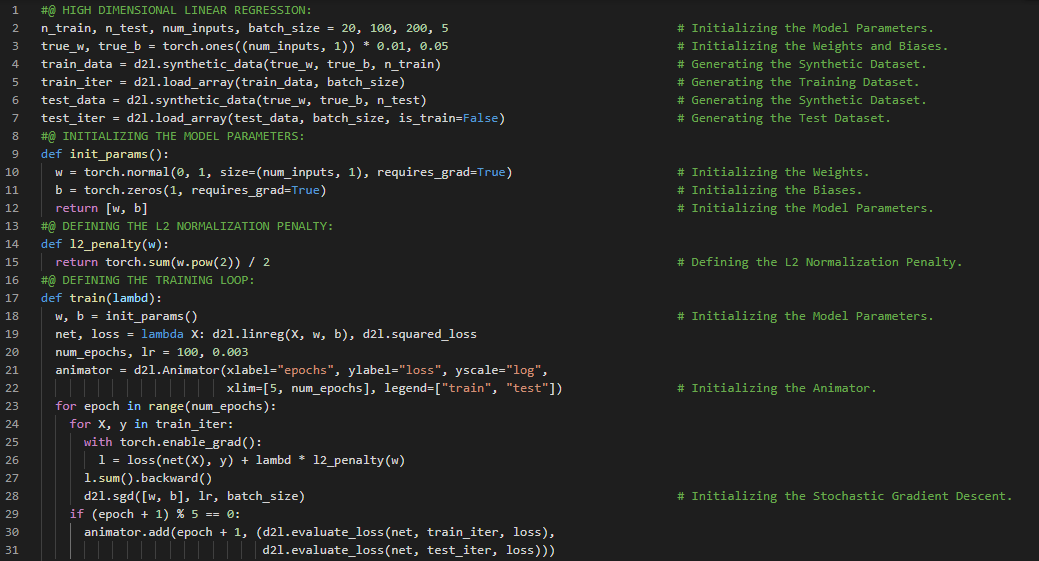 1 #@ HIGH DIMENSIONAL LINEAR REGRESSION:
2 n_train, n_test, num_inputs, batch_size = 20, 100, 200, 5 # Initializing the Model Parameters.
3 true_w, true_b = torch.ones((num_inputs, 1)) * 0.01, 0.05 # Initializing the Weights and Biases.
4 train_data = d2l.synthetic_data(true_w, true_b, n_train) # Generating the Synthetic Dataset.
5 train_iter = d2l.load_array(train_data, batch_size) # Generating the Training Dataset.
6 test_data = d2l.synthetic_data(true_w, true_b, n_test) # Generating the Synthetic Dataset.
7 test_iter = d2l.load_array(test_data, batch_size, is_train=False) # Generating the Test Dataset.
8 #@ INITIALIZING THE MODEL PARAMETERS:
9 def init_params():
10 w = torch.normal(0, 1, size=(num_inputs, 1), requires_grad=True) # Initializing the Weights.
11 b = torch.zeros(1, requires_grad=True) # Initializing the Biases.
12 return [w, b] # Initializing the Model Parameters.
13 #@ DEFINING THE L2 NORMALIZATION PENALTY:
14 def l2_penalty(w):
15 return torch.sum(w.pow(2)) / 2 # Defining the L2 Normalization Penalty.
16 #@ DEFINING THE TRAINING LOOP:
17 def train(lambd):
18 w, b = init_params() # Initializing the Model Parameters.
19 net, loss = lambda X: d2l.linreg(X, w, b), d2l.squared_loss
20 num_epochs, lr = 100, 0.003
21 animator = d2l.Animator(xlabel="epochs", ylabel="loss", yscale="log",
22 xlim=[5, num_epochs], legend=["train", "test"]) # Initializing the Animator.
23 for epoch in range(num_epochs):
24 for X, y in train_iter:
25 with torch.enable_grad():
26 l = loss(net(X), y) + lambd * l2_penalty(w)
27 l.sum().backward()
28 d2l.sgd([w, b], lr, batch_size) # Initializing the Stochastic Gradient Descent.
29 if (epoch + 1) % 5 == 0:
30 animator.add(epoch + 1, (d2l.evaluate_loss(net, train_iter, loss),
31 d2l.evaluate_loss(net, test_iter, loss)))